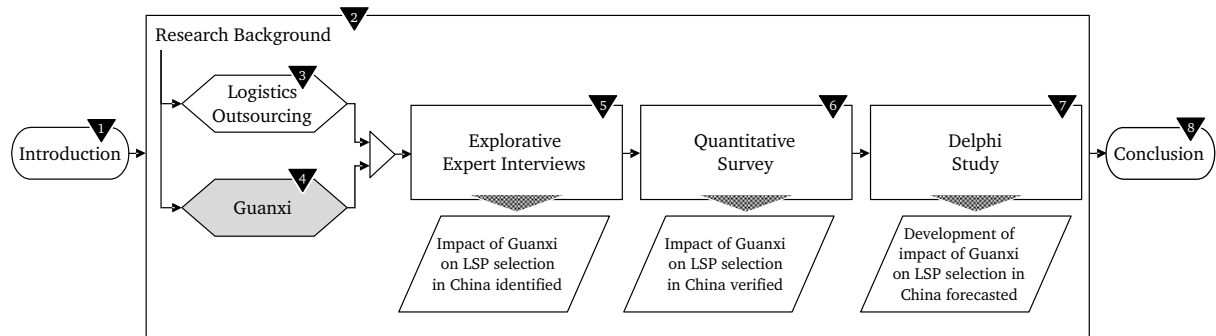 2
Research Background
3
Logistics
Outsourcing
1
Introduction
4
Guanxi
5
Explorative
Expert Interviews
6
Quantitative
Survey
7
Delphi
Study
8
Conclusion
Impact of Guanxi
on LSP selection
in China identified
Impact of Guanxi
on LSP selection
in China verified
Development of
impact of Guanxi
on LSP selection in
China forecasted